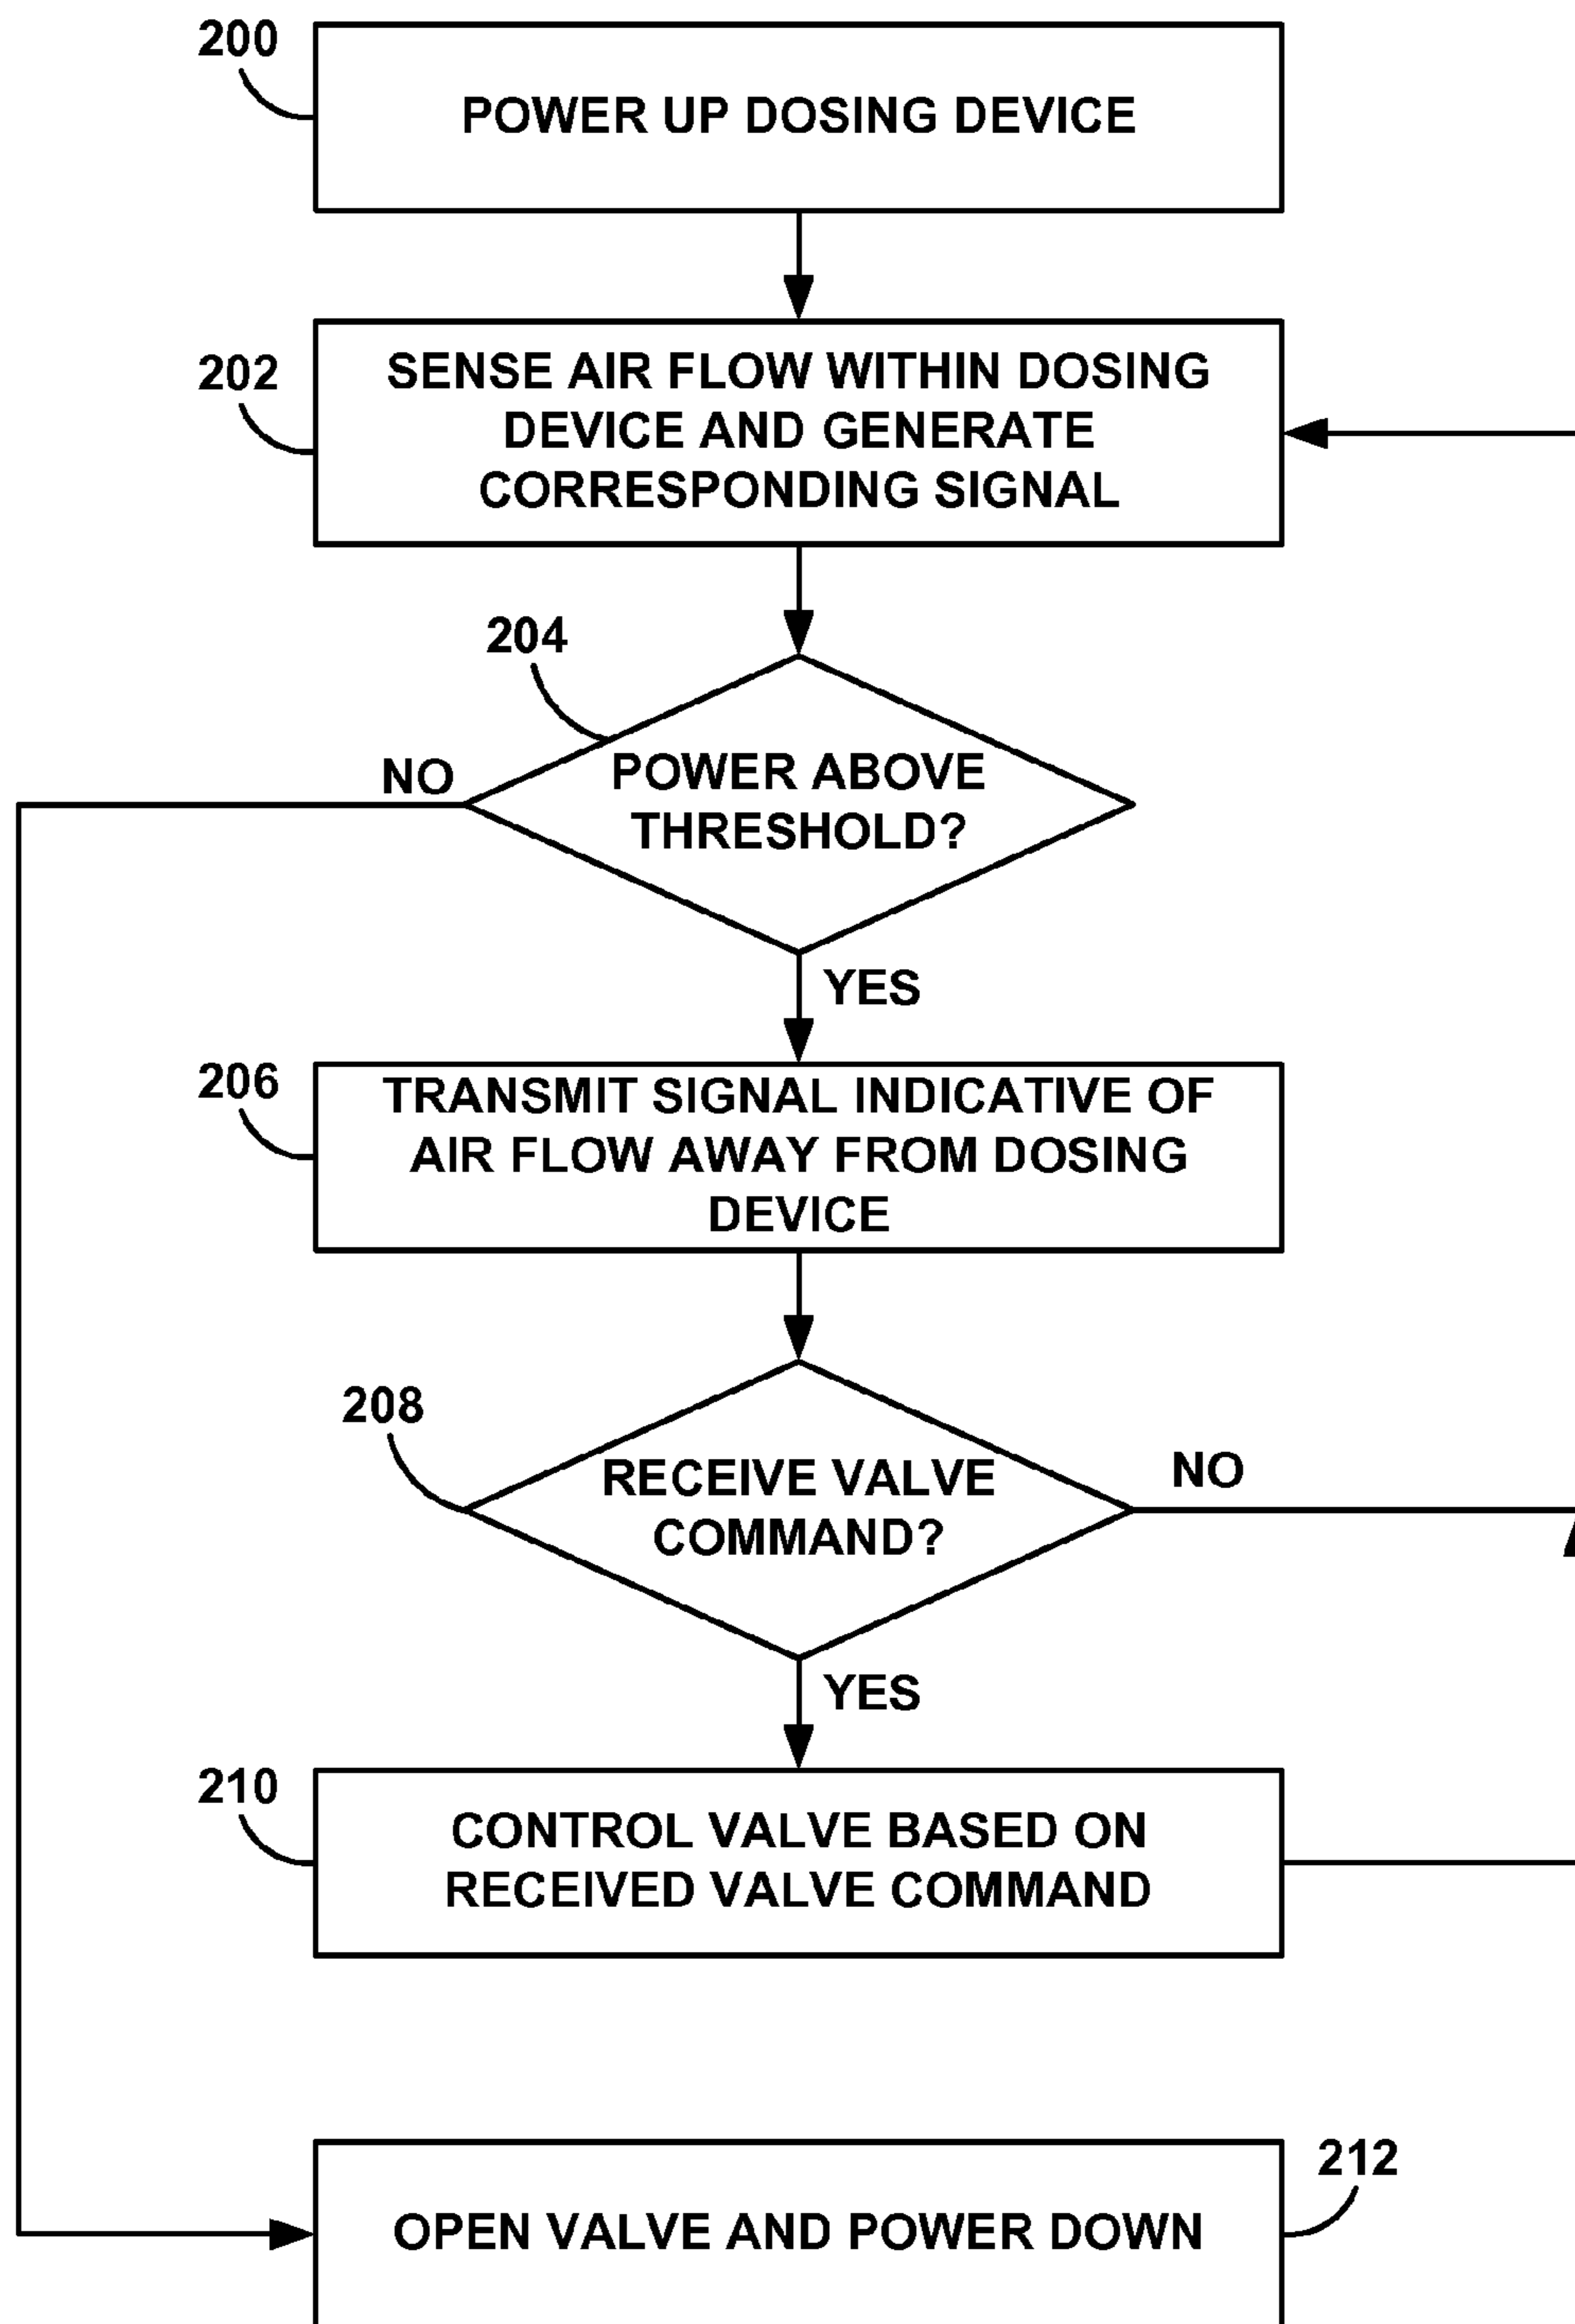 200
POWER UP DOSING DEVICE
202
SENSE AIR FLOW WITHIN DOSING
DEVICE AND GENERATE
CORRESPONDING SIGNAL
204
NO
POWER ABOVE
THRESHOLD?
YES
206
TRANSMIT SIGNAL INDICATIVE OF
AIR FLOW AWAY FROM DOSING
DEVICE
208
RECEIVE VALVE
COMMAND?
NO
YES
210
CONTROL VALVE BASED ON
RECEIVED VALVE COMMAND
212
OPEN VALVE AND POWER DOWN